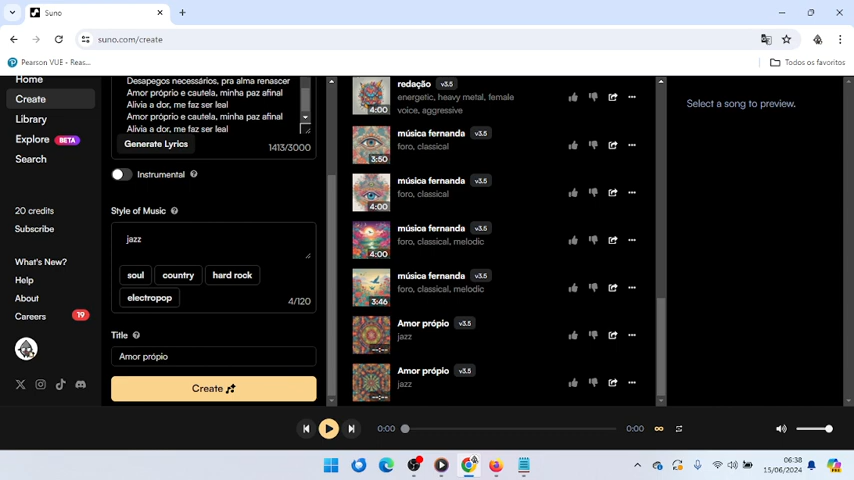 Suno
suno.com/create
Pearson VUE - Reas...
Todos os favoritos
Home
Create
Library
Explore BETA
Search
20 credits
Subscribe
What's New?
Help
About
Careers 19
Desapegos necessários, pra alma renascer
Amor próprio e cautela, minha paz afinal
Alivia a dor, me faz ser leal
Amor próprio e cautela, minha paz afinal
Alivia a dor, me faz ser leal
Generate Lyrics 1413/3000
Instrumental
Style of Music
jazz
soul country hard rock
electropop 4/120
Title
Amor própio
Create
redação v3.5
energetic, heavy metal, female
voice, aggressive
4:00
música fernanda v3.5
foro, classical
3:50
música fernanda v3.5
foro, classical
4:00
música fernanda v3.5
foro, classical, melodic
4:00
música fernanda v3.5
foro, classical, melodic
3:46
Amor própio v3.5
jazz
--:--
Amor própio v3.5
jazz
--:--
Select a song to preview.
0:00 0:00
06:38
15/06/2024